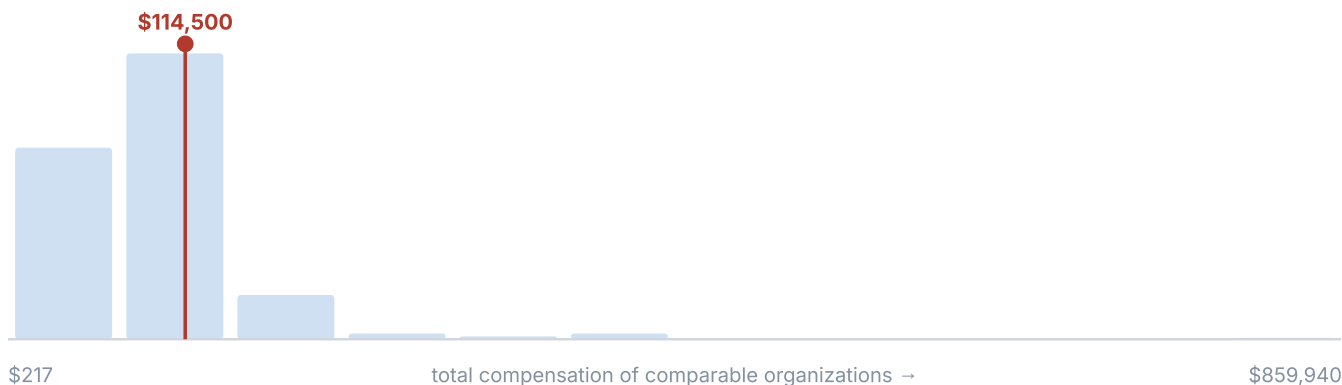 $114,500
$217 total compensation of comparable organizations → $859,940